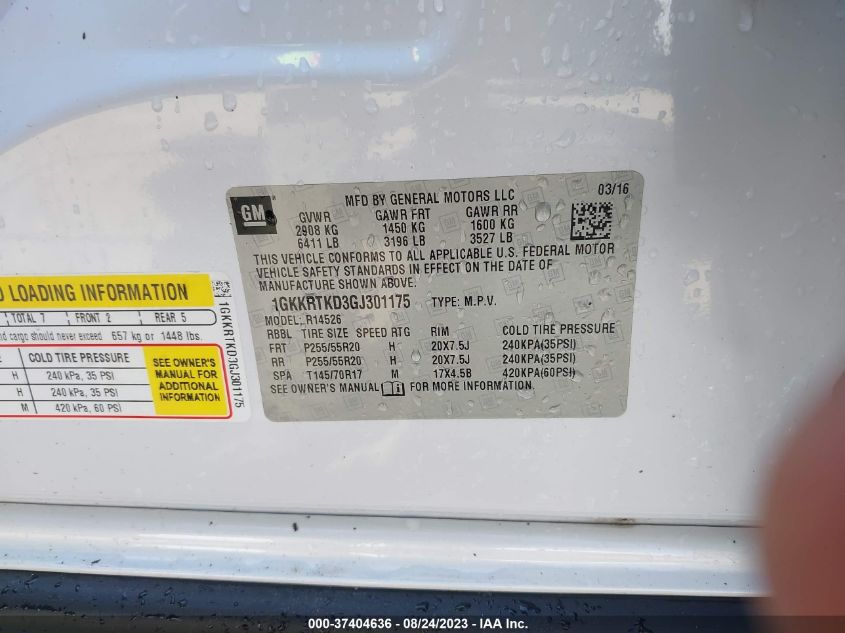 MFD BY GENERAL MOTORS LLC 03/16
GM
GVWR GAWR FRT GAWR RR
2908 KG 1450 KG 1600 KG
6411 LB 3196 LB 3527 LB
THIS VEHICLE CONFORMS TO ALL APPLICABLE U.S. FEDERAL MOTOR
VEHICLE SAFETY STANDARDS IN EFFECT ON THE DATE OF
MANUFACTURE SHOWN ABOVE.
1GKKRTKD3GJ301175 TYPE: M.P.V.
MODEL: R14526
RBBL TIRE SIZE SPEED RTG RIM COLD TIRE PRESSURE
FRT P255/55R20 H 20X7.5J 240KPA(35PSI)
RR P255/55R20 H 20X7.5J 240KPA(35PSI)
SPA T145/70R17 M 17X4.5B 420KPA(60PSI)
SEE OWNER'S MANUAL FOR MORE INFORMATION.
LOADING INFORMATION
TOTAL 7 FRONT 2 REAR 5
cargo should never exceed 657 kg or 1448 lbs.
COLD TIRE PRESSURE
H 240 kPa, 35 PSI
H 240 kPa, 35 PSI
M 420 kPa, 60 PSI
SEE OWNER'S
MANUAL FOR
ADDITIONAL
INFORMATION
1GKKRTKD3GJ301175
000-37404636 - 08/24/2023 - IAA Inc.